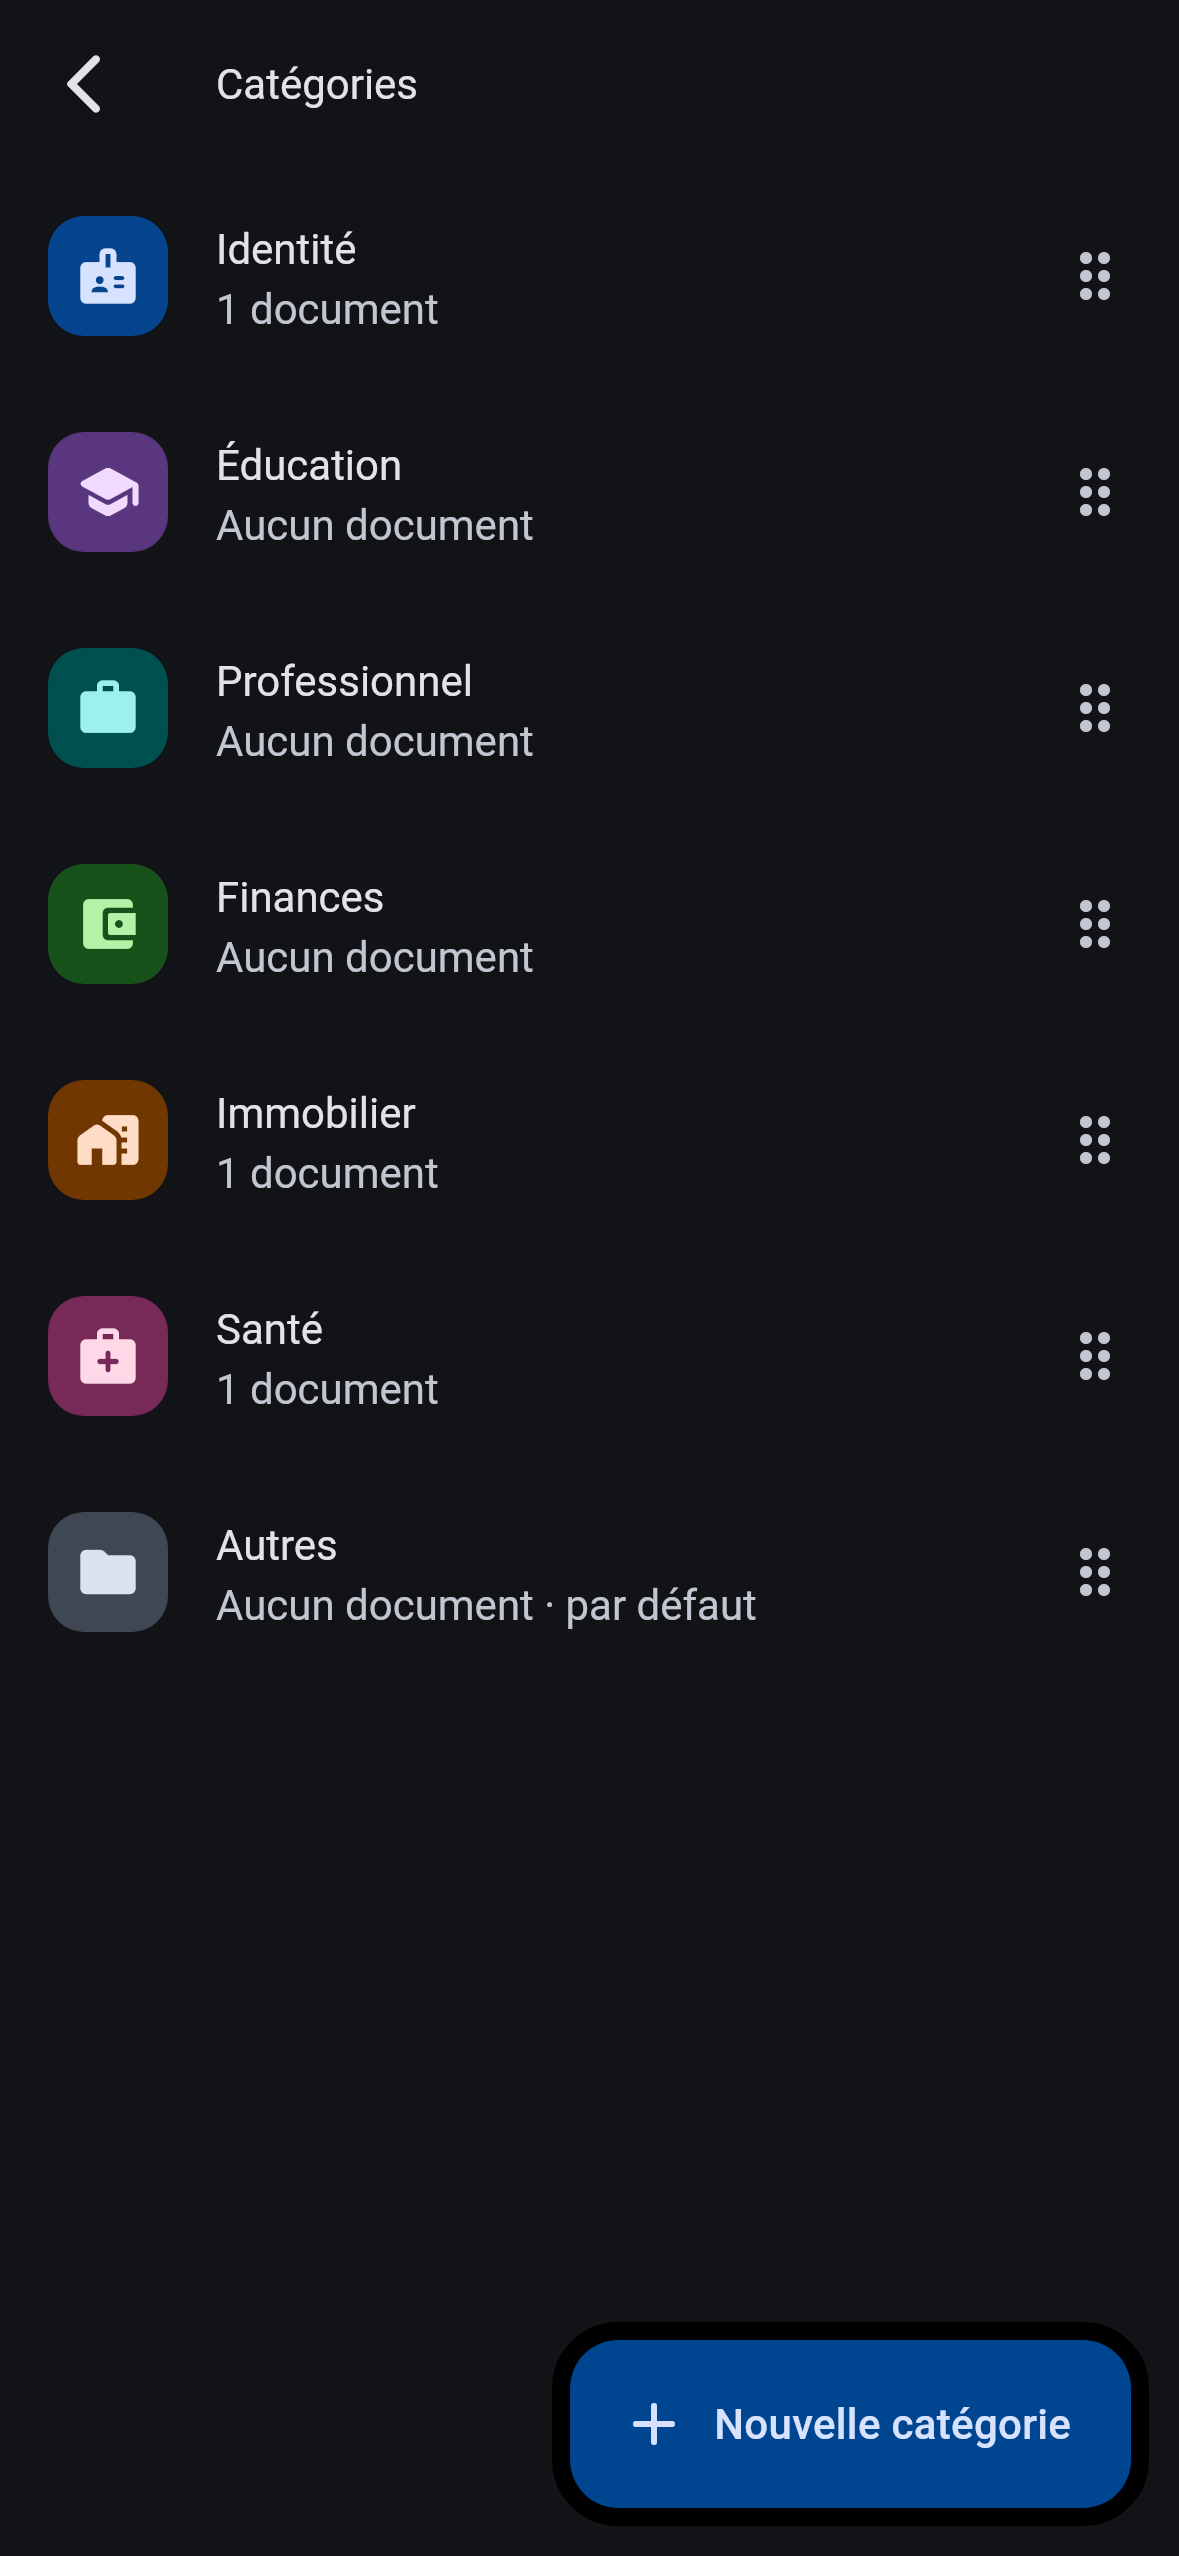 Catégories
Identité
1 document
Éducation
Aucun document
Professionnel
Aucun document
Finances
Aucun document
Immobilier
1 document
Santé
1 document
Autres
Aucun document · par défaut
Nouvelle catégorie